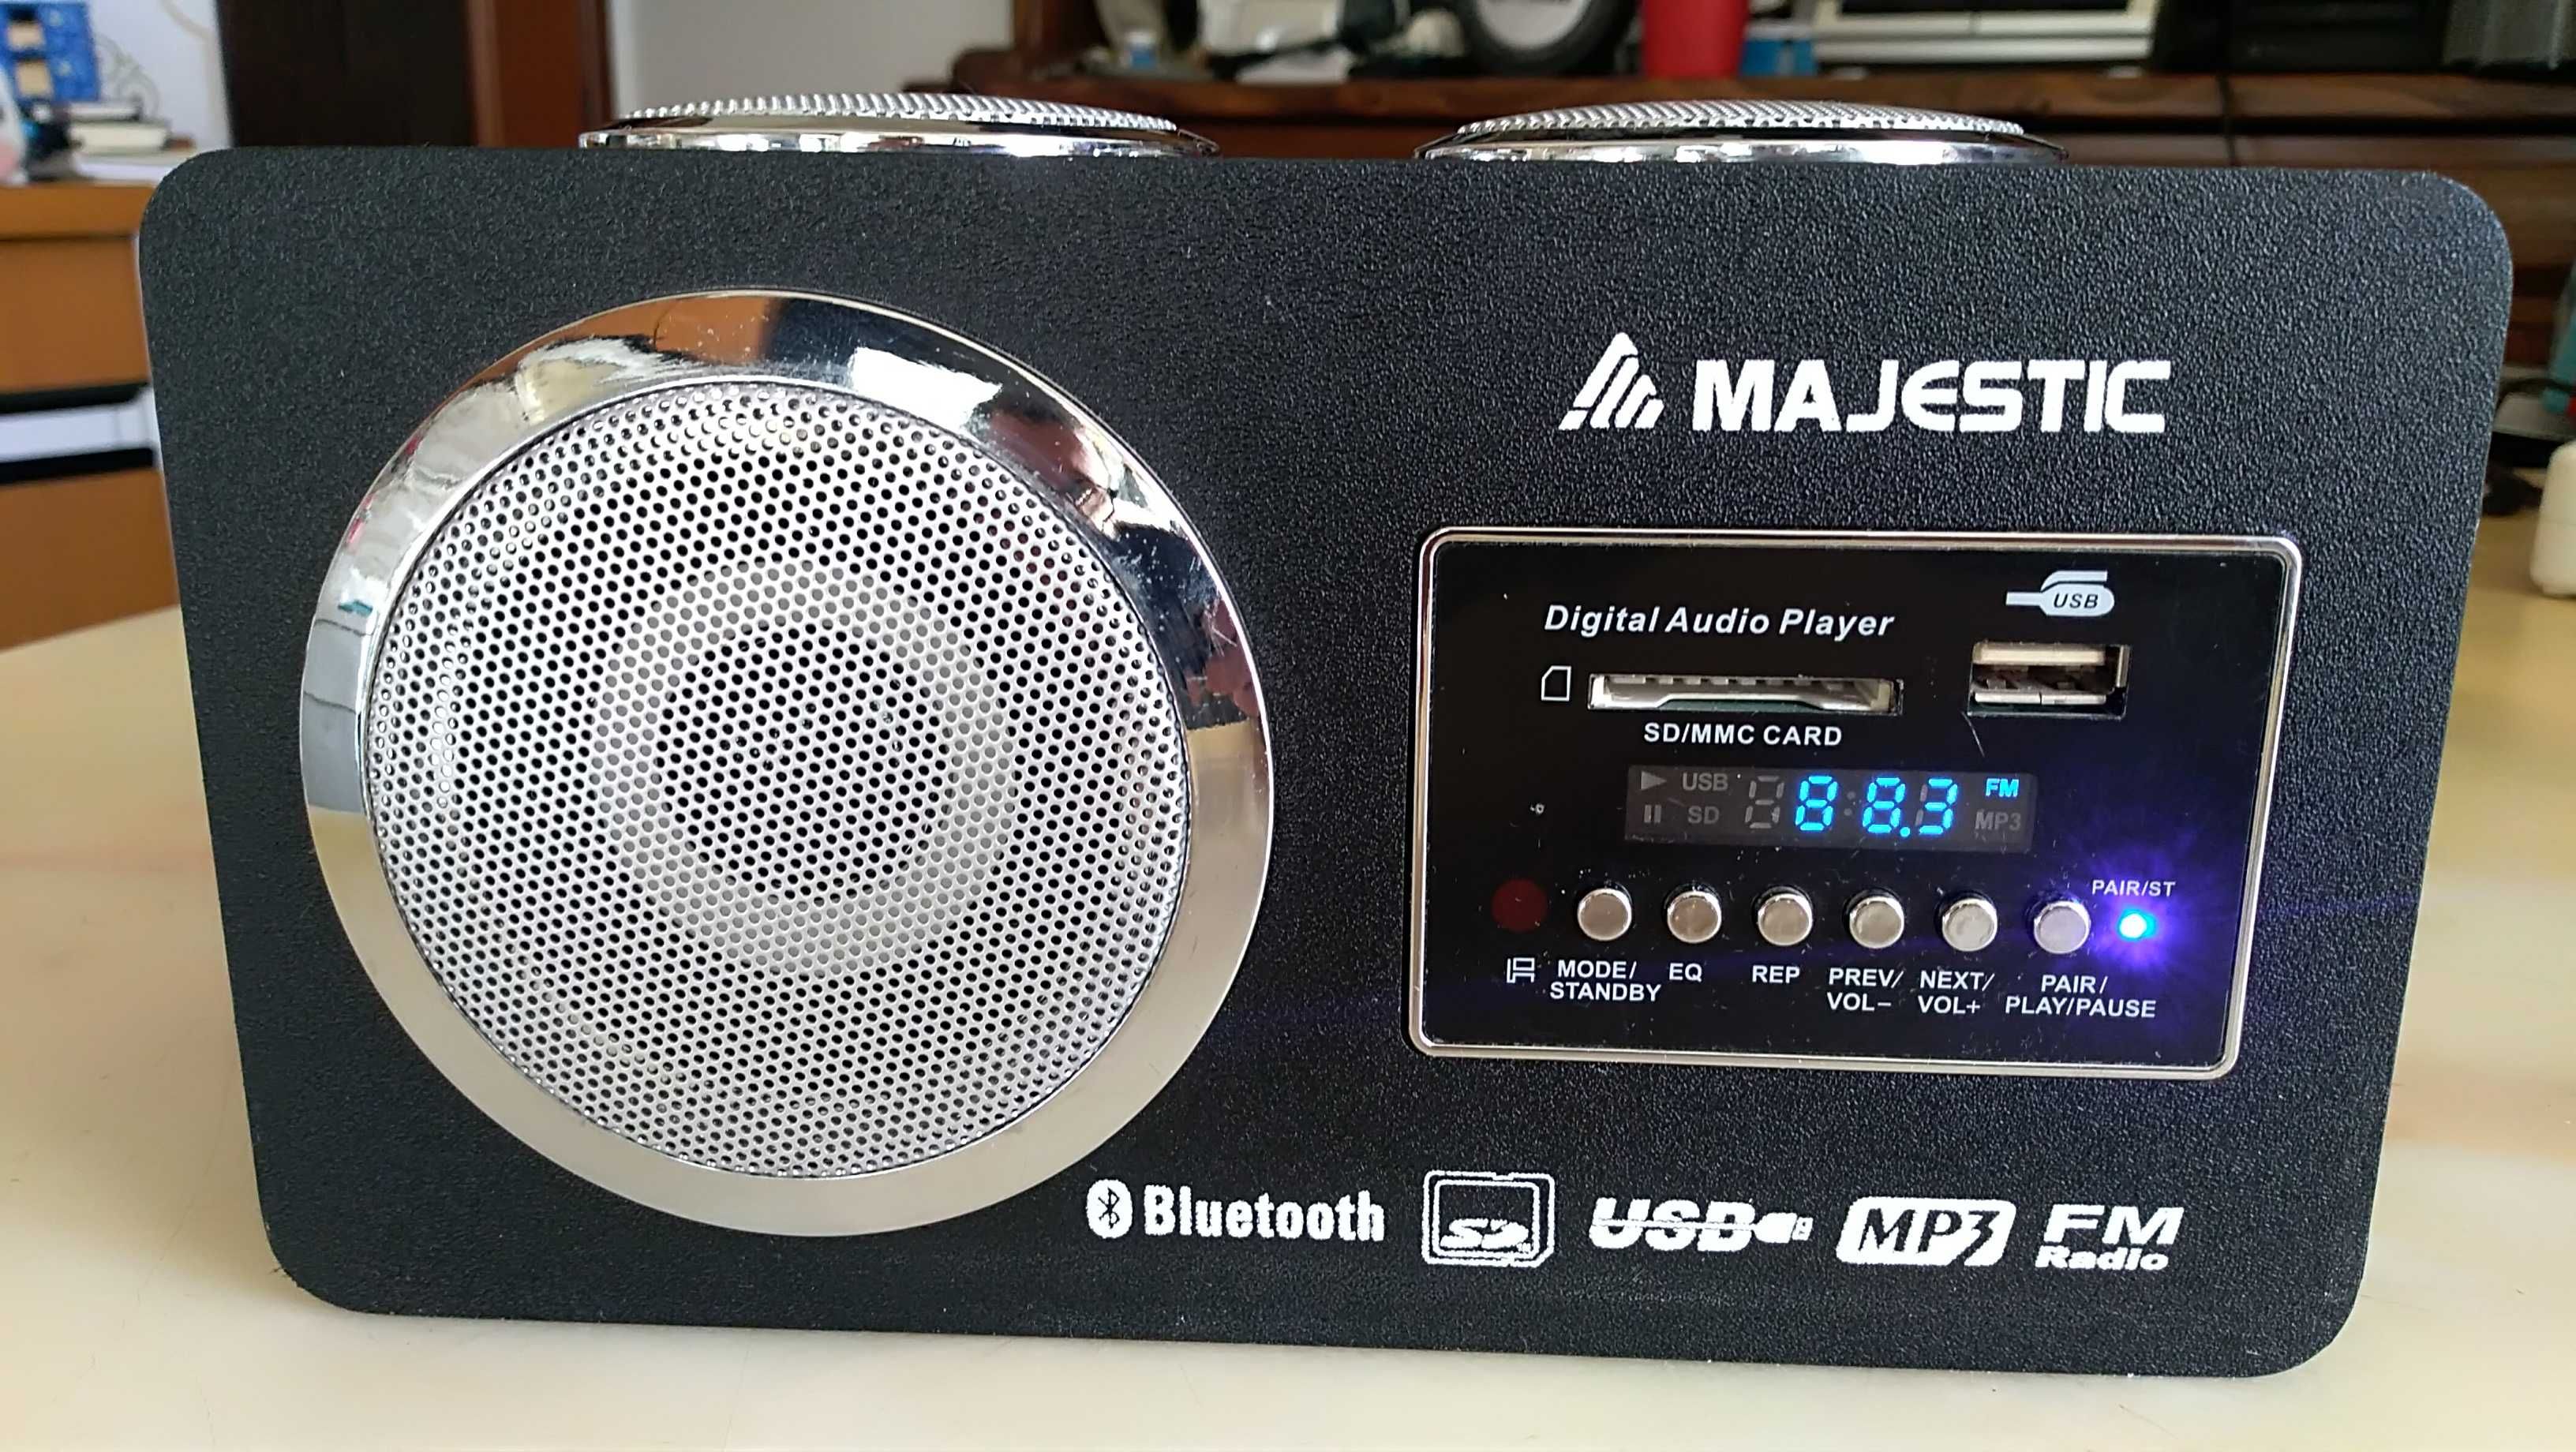 MAJESTIC
USB
Digital Audio Player
SD/MMC CARD
USB 88.3 FM
SD MP3
PAIR/ST
MODE/ STANDBY
EQ
REP
PREV/ VOL-
NEXT/ VOL+
PAIR/ PLAY/PAUSE
Bluetooth SD USB MP3 FM Radio